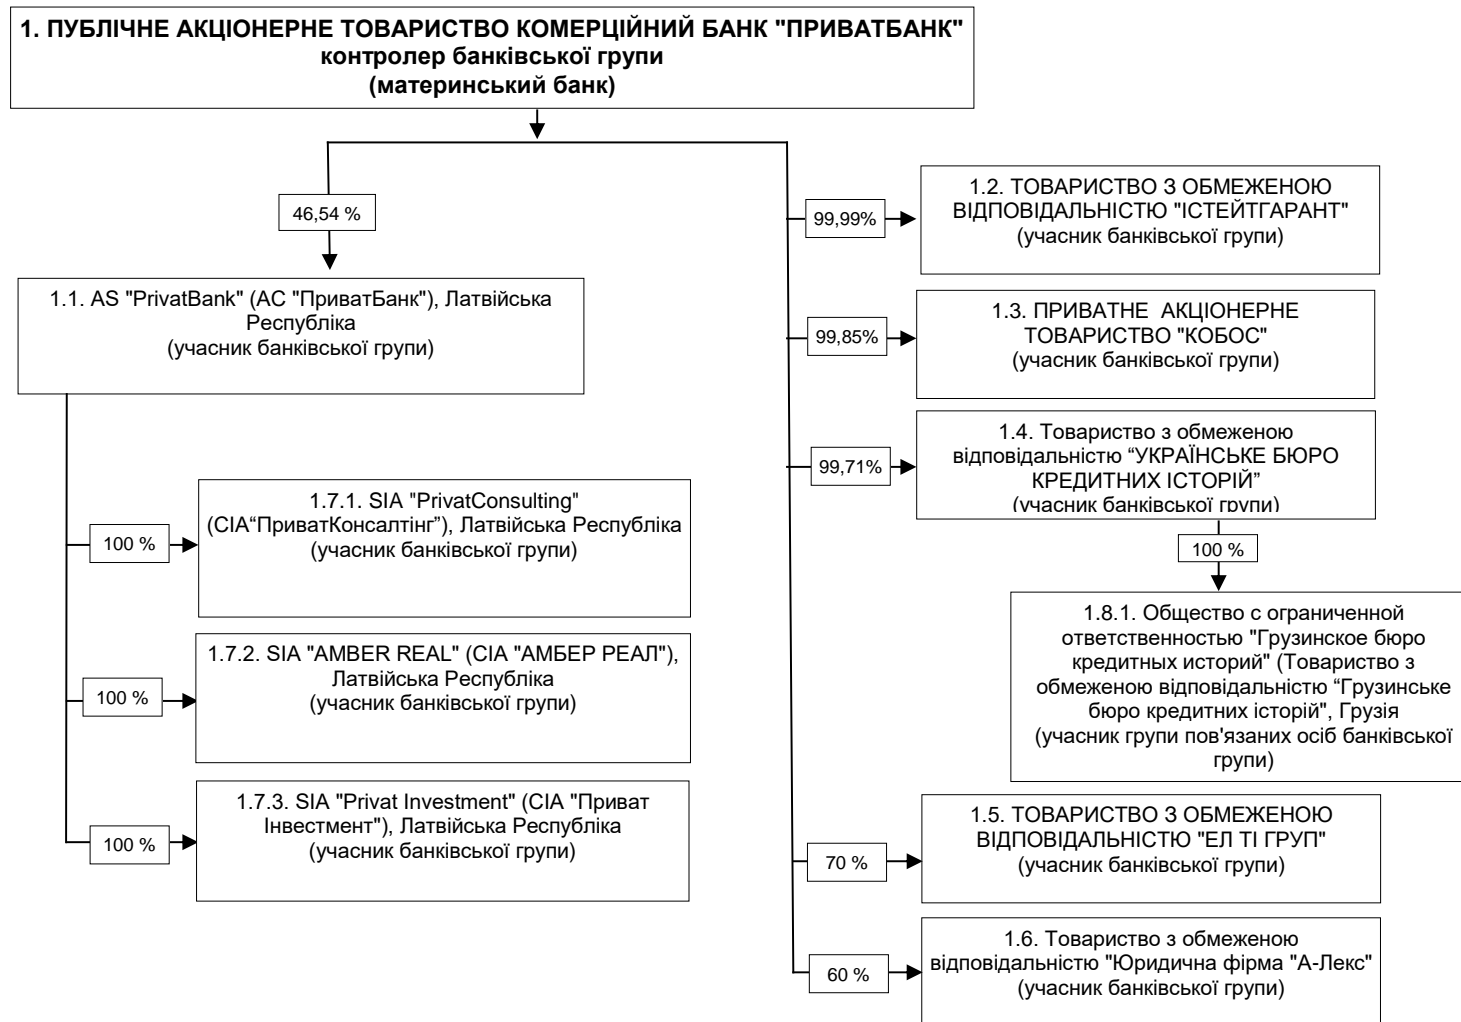 1. ПУБЛІЧНЕ АКЦІОНЕРНЕ ТОВАРИСТВО КОМЕРЦІЙНИЙ БАНК "ПРИВАТБАНК"
контролер банківської групи
(материнський банк)
46,54 %
1.1. AS "PrivatBank" (АС "ПриватБанк"), Латвійська
Республіка
(учасник банківської групи)
100 %
1.7.1. SIA "PrivatConsulting"
(СІА“ПриватКонсалтінг”), Латвійська Республіка
(учасник банківської групи)
100 %
1.7.2. SIA "AMBER REAL" (СІА "АМБЕР РЕАЛ"),
Латвійська Республіка
(учасник банківської групи)
100 %
1.7.3. SIA "Privat Investment" (СІА "Приват
Інвестмент"), Латвійська Республіка
(учасник банківської групи)
99,99%
1.2. ТОВАРИСТВО З ОБМЕЖЕНОЮ
ВІДПОВІДАЛЬНІСТЮ "ІСТЕЙТГАРАНТ"
(учасник банківської групи)
99,85%
1.3. ПРИВАТНЕ АКЦІОНЕРНЕ
ТОВАРИСТВО "КОБОС"
(учасник банківської групи)
99,71%
1.4. Товариство з обмеженою
відповідальністю “УКРАЇНСЬКЕ БЮРО
КРЕДИТНИХ ІСТОРІЙ”
(учасник банківської групи)
100 %
1.8.1. Общество с ограниченной
ответственностью "Грузинское бюро
кредитных историй" (Товариство з
обмеженою відповідальністю “Грузинське
бюро кредитних історій", Грузія
(учасник групи пов'язаних осіб банківської
групи)
70 %
1.5. ТОВАРИСТВО З ОБМЕЖЕНОЮ
ВІДПОВІДАЛЬНІСТЮ "ЕЛ ТІ ГРУП"
(учасник банківської групи)
60 %
1.6. Товариство з обмеженою
відповідальністю "Юридична фірма "А-Лекс"
(учасник банківської групи)